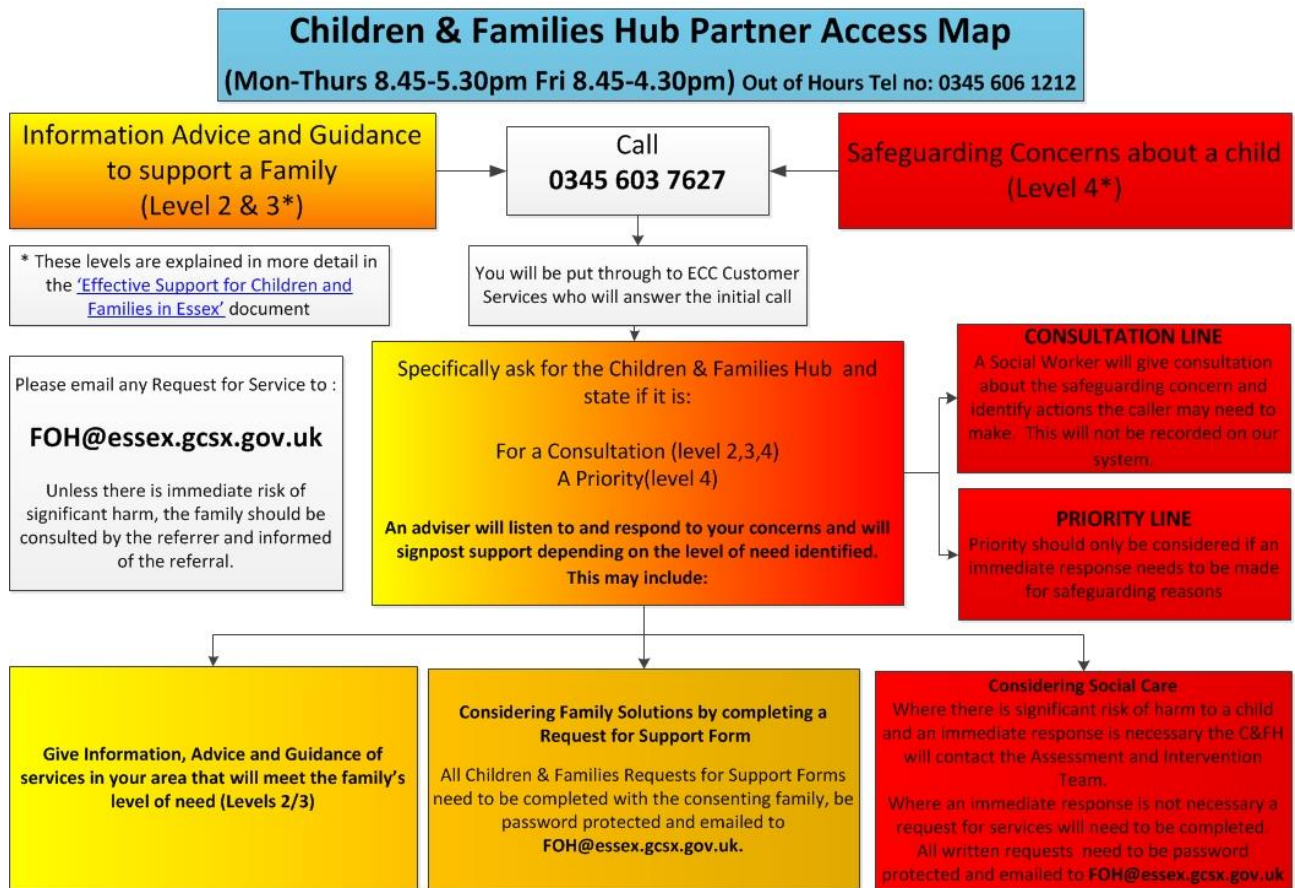 Children & Families Hub Partner Access Map
(Mon-Thurs 8.45-5.30pm Fri 8.45-4.30pm) Out of Hours Tel no: 0345 606 1212
Information Advice and Guidance
to support a Family
(Level 2 & 3*)
Call
0345 603 7627
Safeguarding Concerns about a child
(Level 4*)
* These levels are explained in more detail in
the ‘Effective Support for Children and
Families in Essex’ document
You will be put through to ECC Customer
Services who will answer the initial call
Please email any Request for Service to :
FOH@essex.gcsx.gov.uk
Unless there is immediate risk of
significant harm, the family should be
consulted by the referrer and informed
of the referral.
Specifically ask for the Children & Families Hub and
state if it is:
For a Consultation (level 2,3,4)
A Priority(level 4)
An adviser will listen to and respond to your concerns and will
signpost support depending on the level of need identified.
This may include:
CONSULTATION LINE
A Social Worker will give consultation
about the safeguarding concern and
identify actions the caller may need to
make. This will not be recorded on our
system.
PRIORITY LINE
Priority should only be considered if an
immediate response needs to be made
for safeguarding reasons
Give Information, Advice and Guidance of
services in your area that will meet the family’s
level of need (Levels 2/3)
Considering Family Solutions by completing a
Request for Support Form
All Children & Families Requests for Support Forms
need to be completed with the consenting family, be
password protected and emailed to
FOH@essex.gcsx.gov.uk.
Considering Social Care
Where there is significant risk of harm to a child
and an immediate response is necessary the C&FH
will contact the Assessment and Intervention
Team.
Where an immediate response is not necessary a
request for services will need to be completed.
All written requests need to be password
protected and emailed to FOH@essex.gcsx.gov.uk